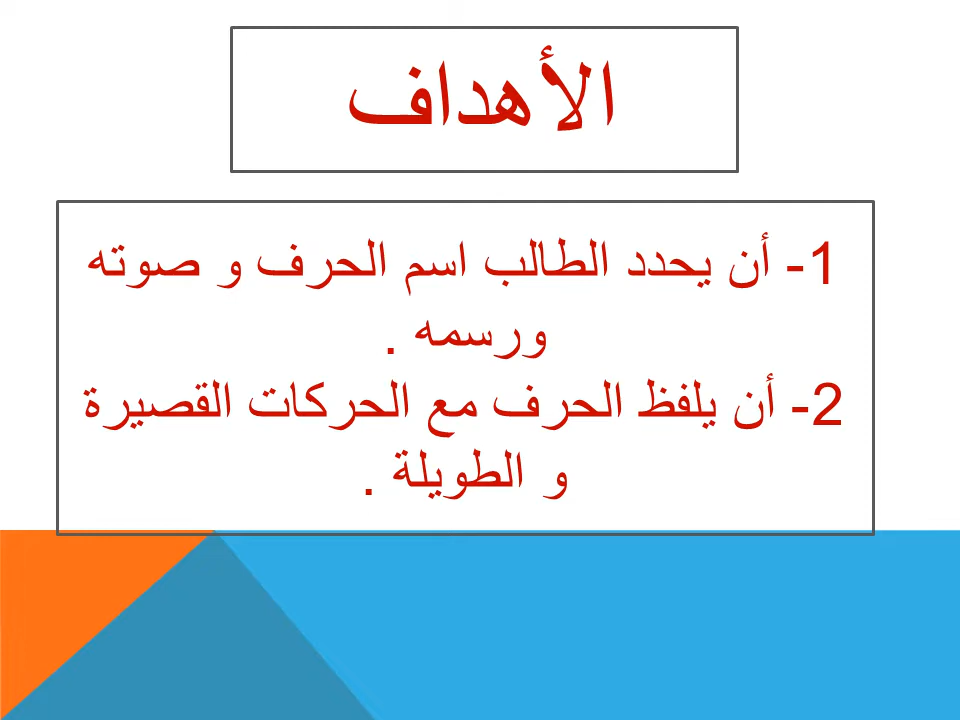 الأهداف
1- أن يحدد الطالب اسم الحرف و صوته
ورسمه .
2- أن يلفظ الحرف مع الحركات القصيرة
و الطويلة .